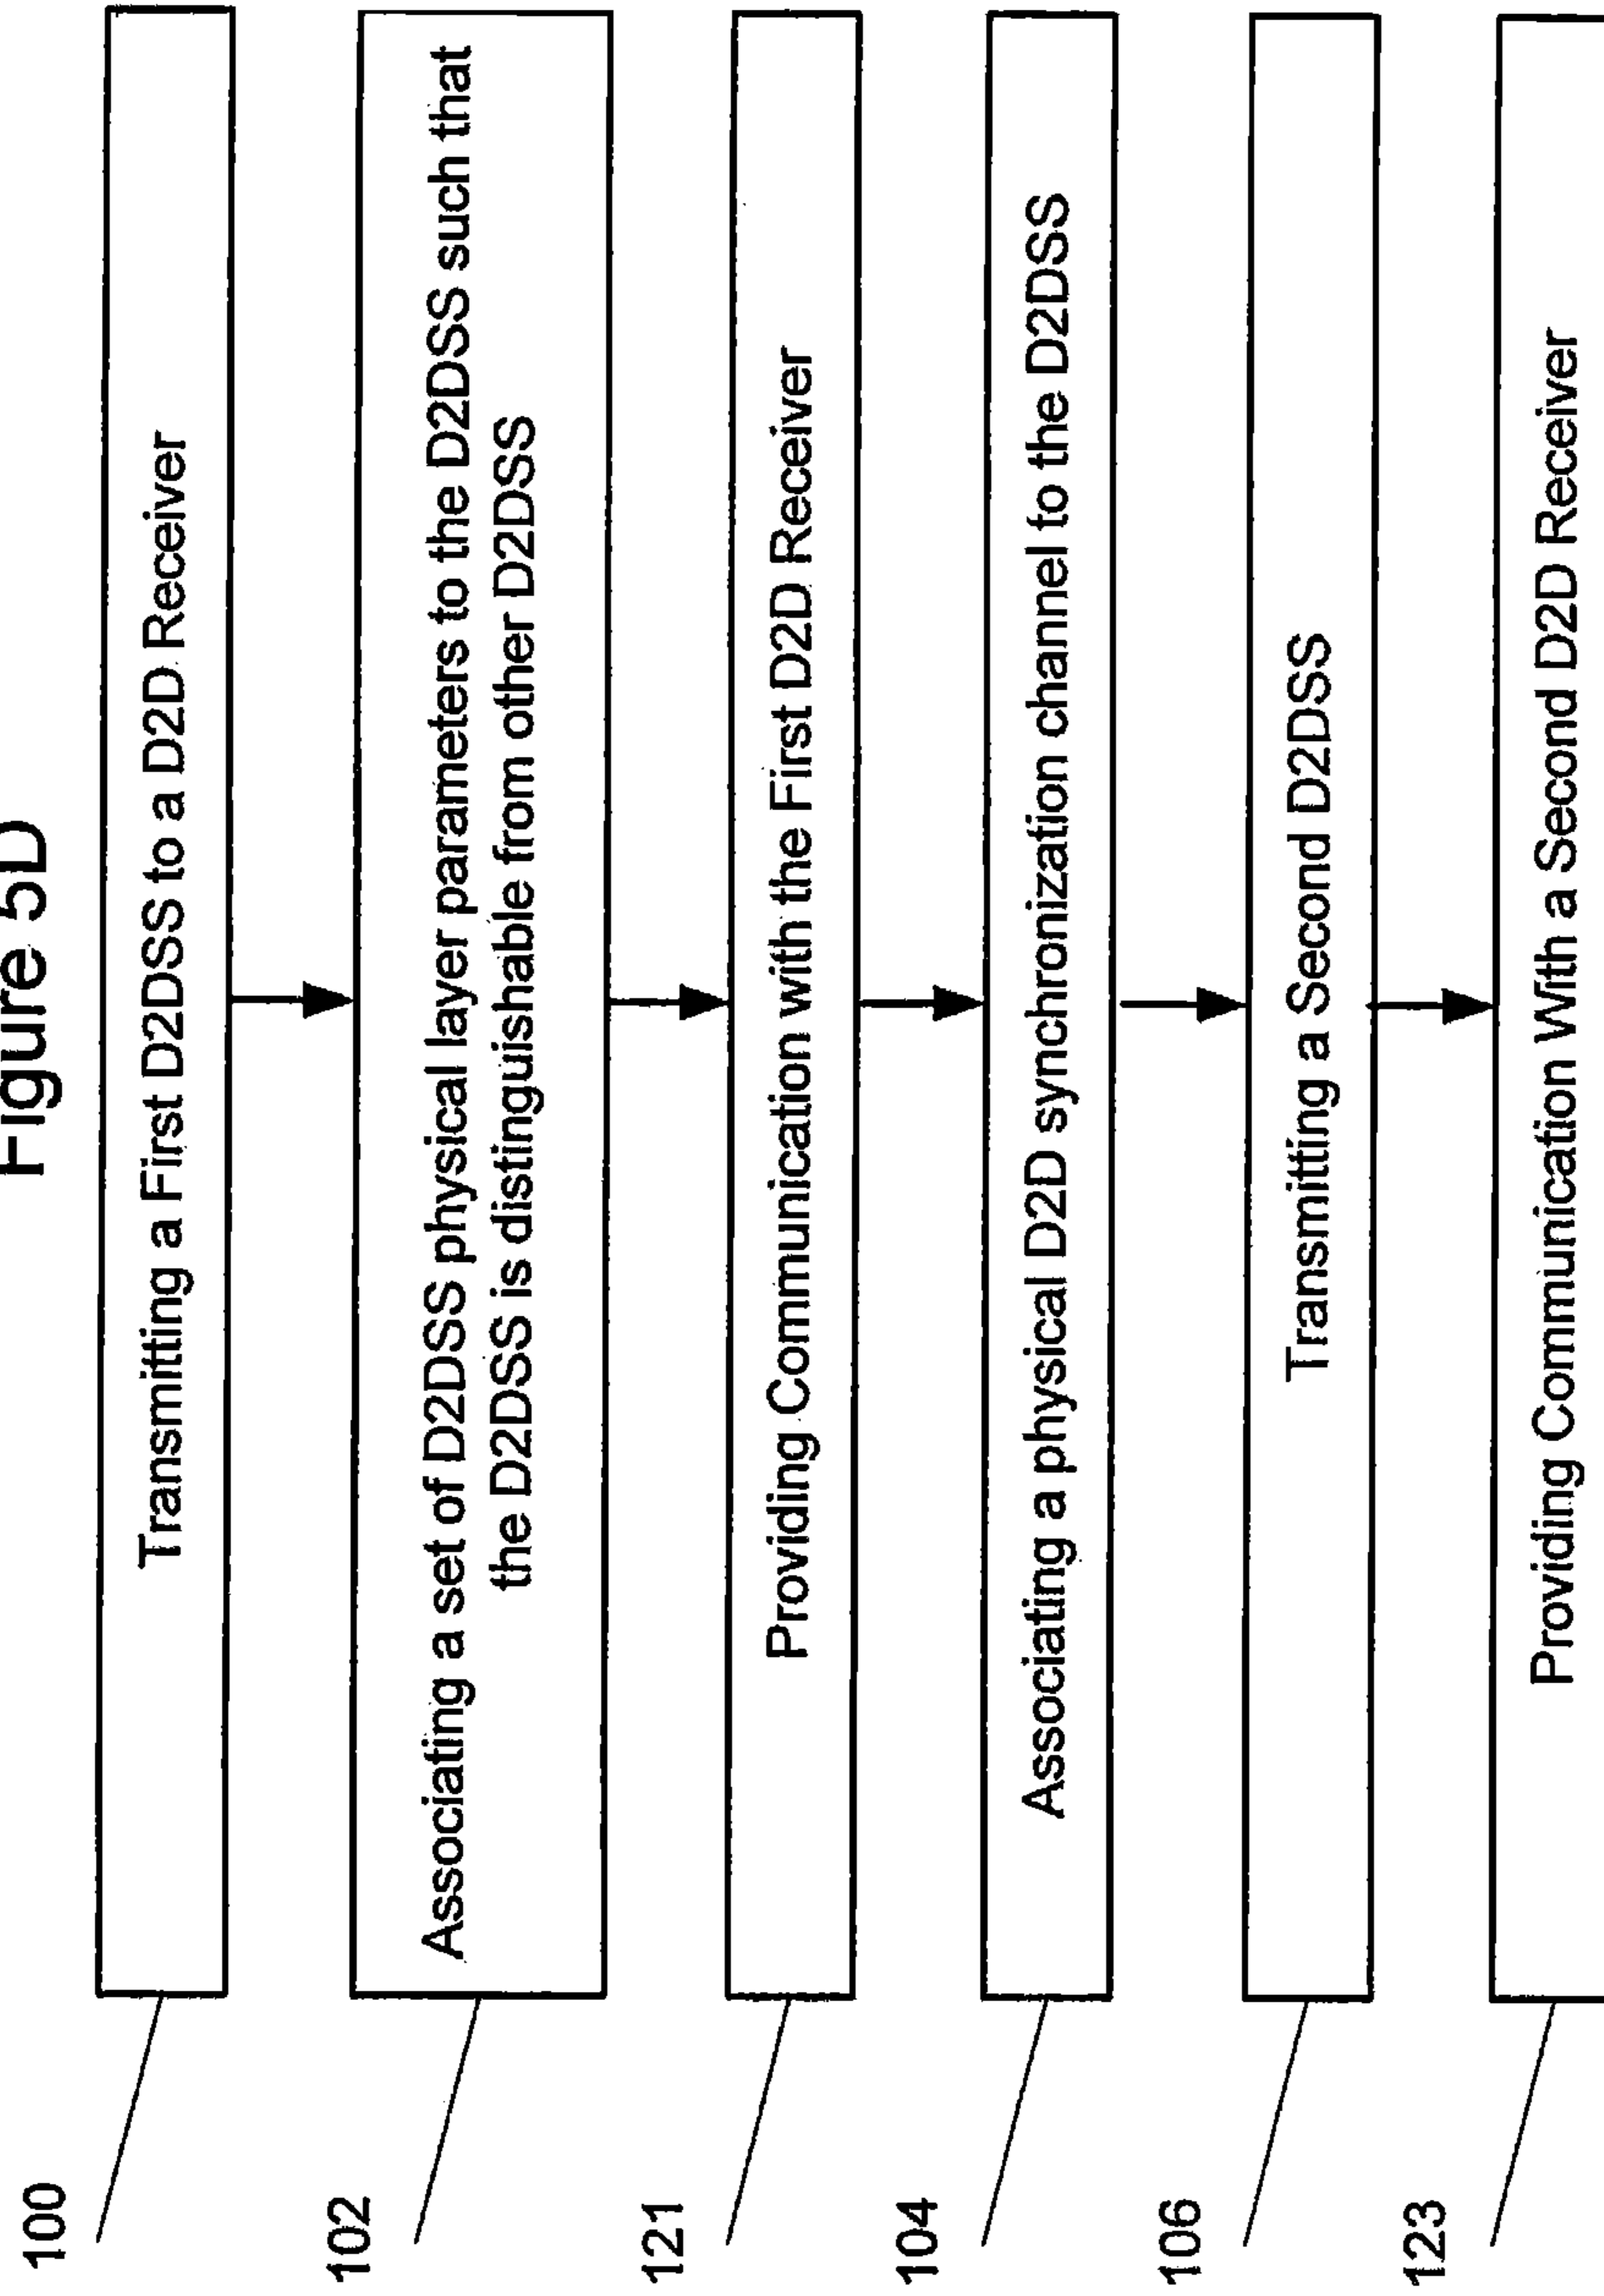 Figure 5D
100
Transmitting a First D2DSS to a D2D Receiver
102
Associating a set of D2DSS physical layer parameters to the D2DSS such that
the D2DSS is distinguishable from other D2DSS
121
Providing Communication with the First D2D Receiver
104
Associating a physical D2D synchronization channel to the D2DSS
106
Transmitting a Second D2DSS
123
Providing Communication With a Second D2D Receiver